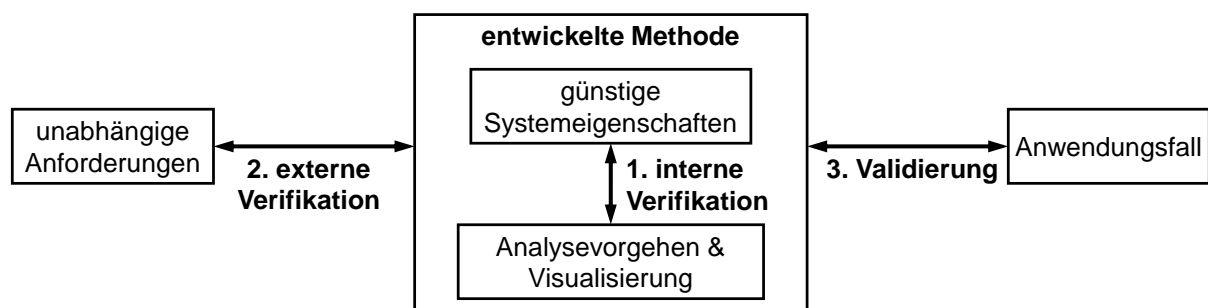 entwickelte Methode
günstige
Systemeigenschaften
unabhängige
Anforderungen
2. externe
Verifikation
1. interne
Verifikation
3. Validierung
Anwendungsfall
Analysevorgehen &
Visualisierung